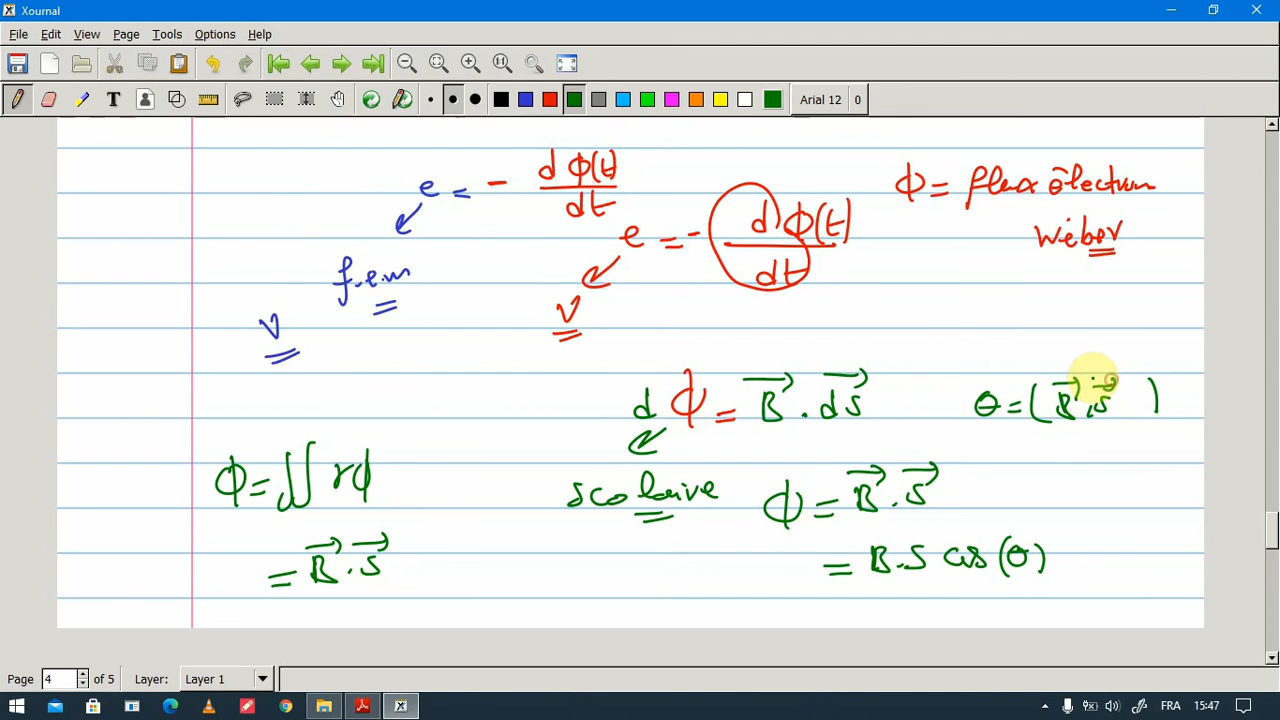 Xournal
File Edit View Page Tools Options Help
Arial 12 0
e = - dΦ(t)/dt
f.e.m
V
e = - dΦ(t)/dt
V
Φ = flux
Weber
dΦ = B⃗ . dS⃗
θ = (B⃗, S⃗)
scalaire
Φ = B⃗ . S⃗
= B.S cos(θ)
Φ = ∬
= B⃗ . S⃗
Page 4 of 5 Layer: Layer 1
FRA 15:47